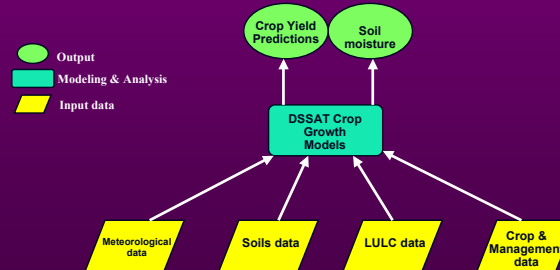 Crop Yield
Predictions
Soil
moisture
Output
Modeling & Analysis
Input data
DSSAT Crop
Growth
Models
Meteorological
data
Soils data
LULC data
Crop &
Management
data